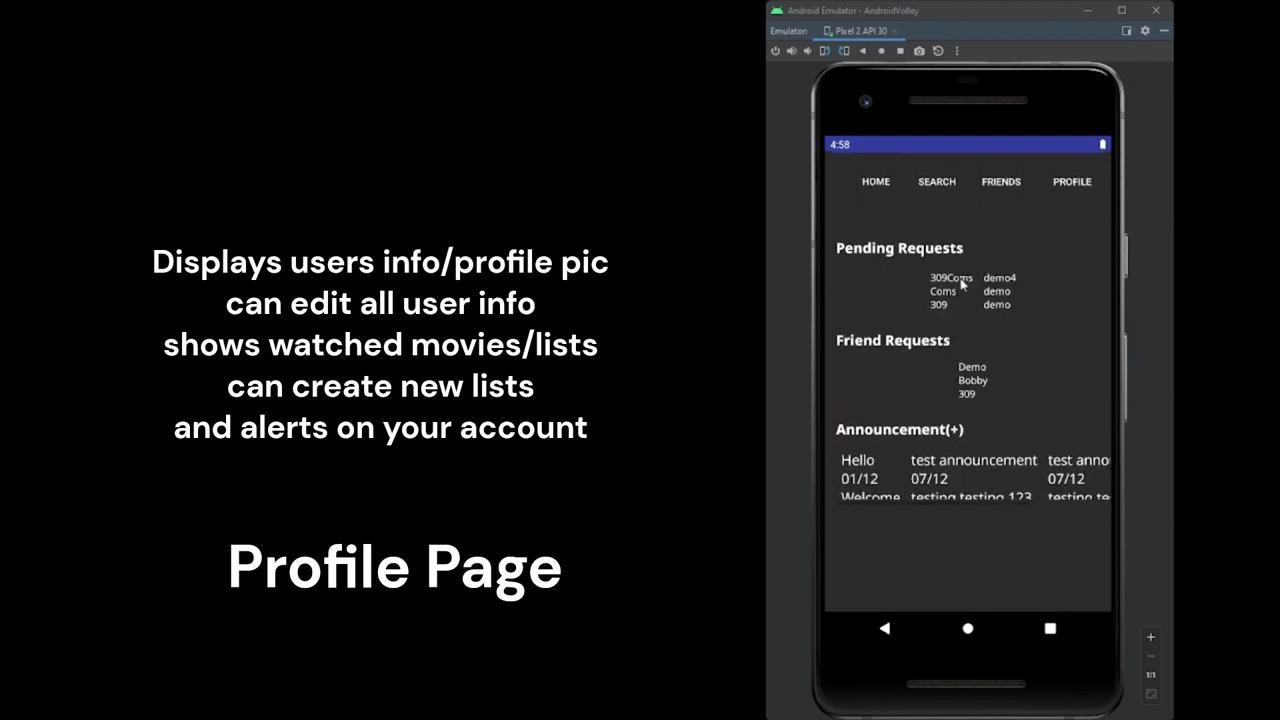 Android Emulator - AndroidVolley
Emulator: Pixel 2 API 30
4:58
HOME SEARCH FRIENDS PROFILE
Pending Requests
309Coms demo4
Coms demo
309 demo
Friend Requests
Demo
Bobby
309
Announcement(+)
Hello test announcement test anno
01/12 07/12 07/12
Welcome testing testing 123 testing te
1:1
Displays users info/profile pic
can edit all user info
shows watched movies/lists
can create new lists
and alerts on your account
Profile Page